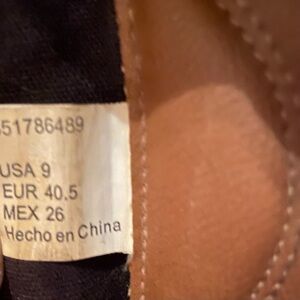 51786489
USA 9
EUR 40.5
MEX 26
Hecho en China